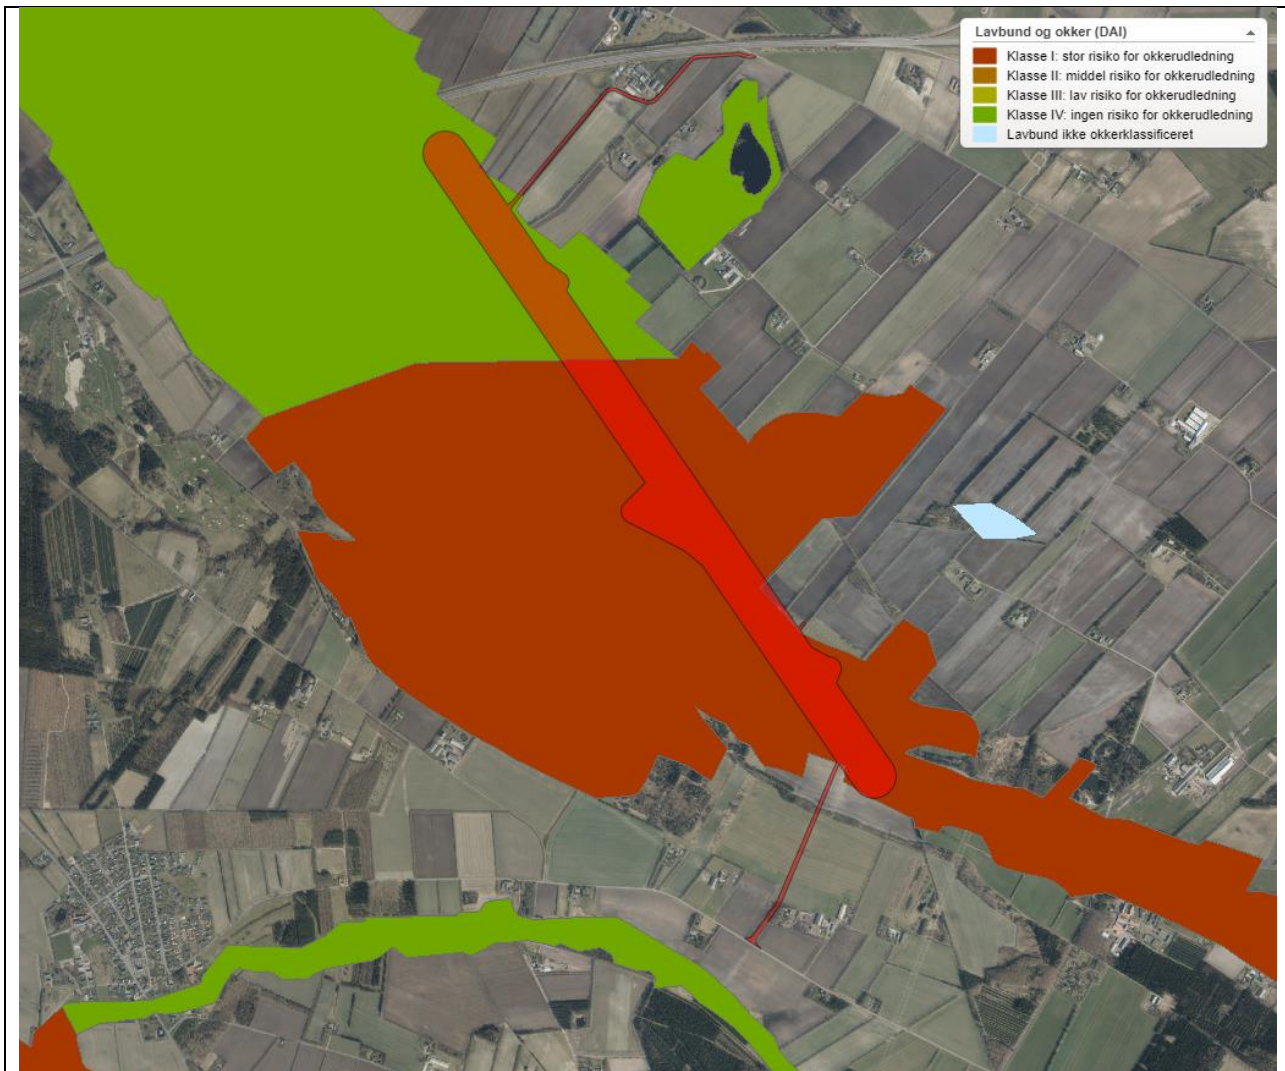 Lavbund og okker (DAI)
Klasse I: stor risiko for okkerudledning
Klasse II: middel risiko for okkerudledning
Klasse III: lav risiko for okkerudledning
Klasse IV: ingen risiko for okkerudledning
Lavbund ikke okkerklassificeret